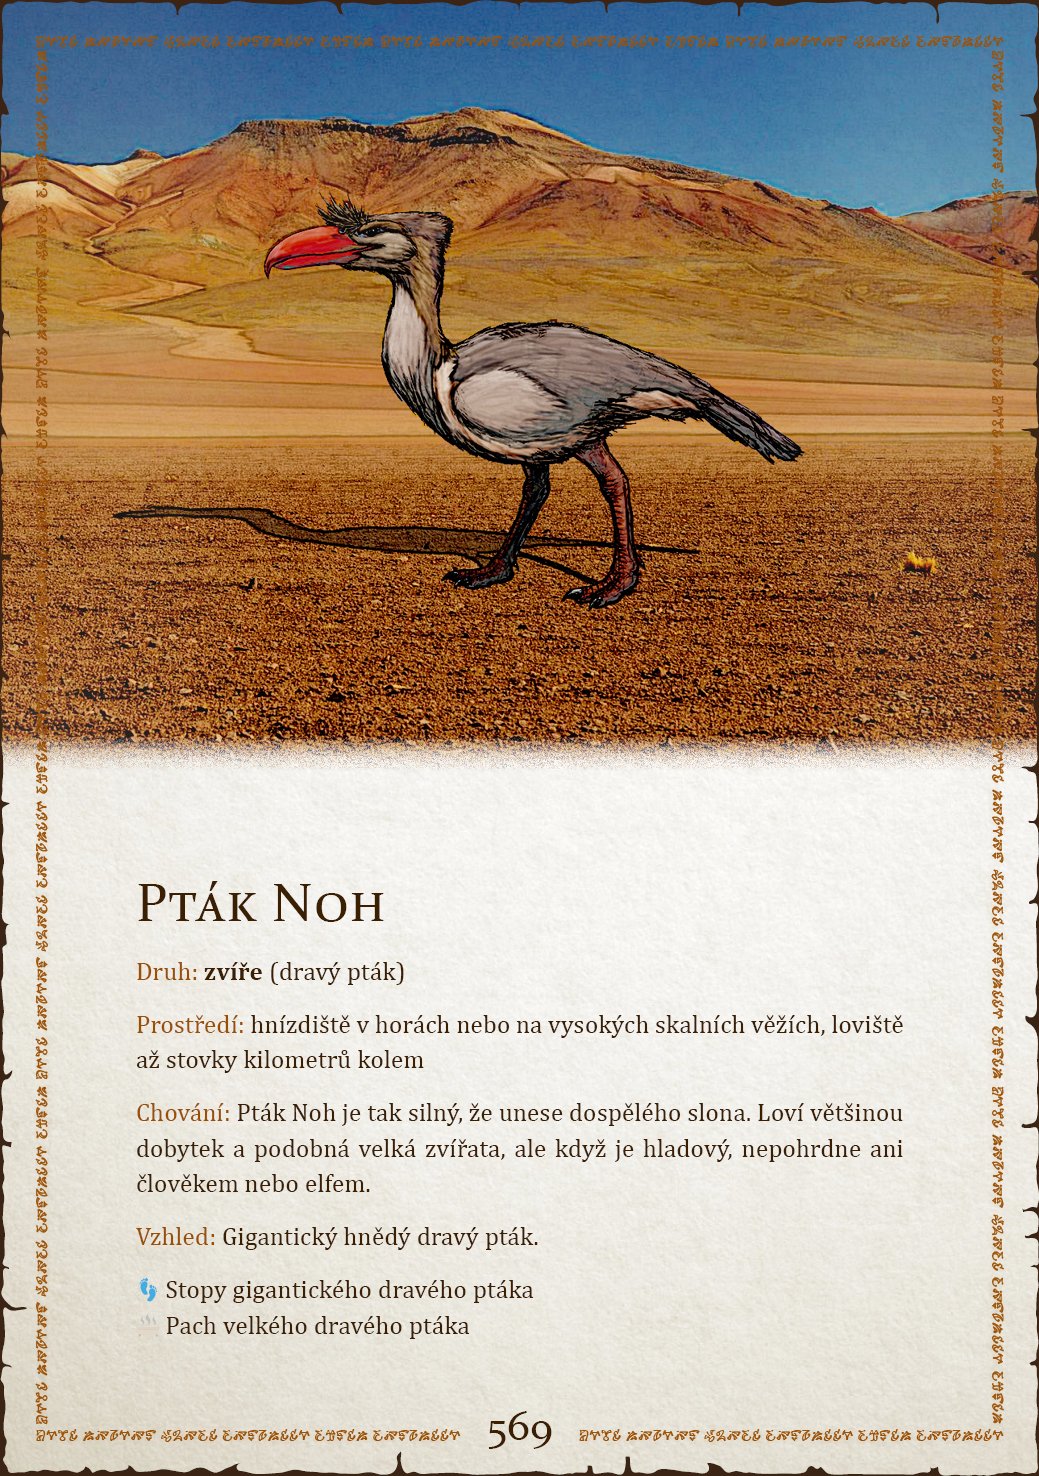 Pták Noh
Druh: zvíře (dravý pták)
Prostředí: hnízdiště v horách nebo na vysokých skalních věžích, loviště
až stovky kilometrů kolem
Chování: Pták Noh je tak silný, že unese dospělého slona. Loví většinou
dobytek a podobná velká zvířata, ale když je hladový, nepohrdne ani
člověkem nebo elfem.
Vzhled: Gigantický hnědý dravý pták.
Stopy gigantického dravého ptáka
Pach velkého dravého ptáka
569